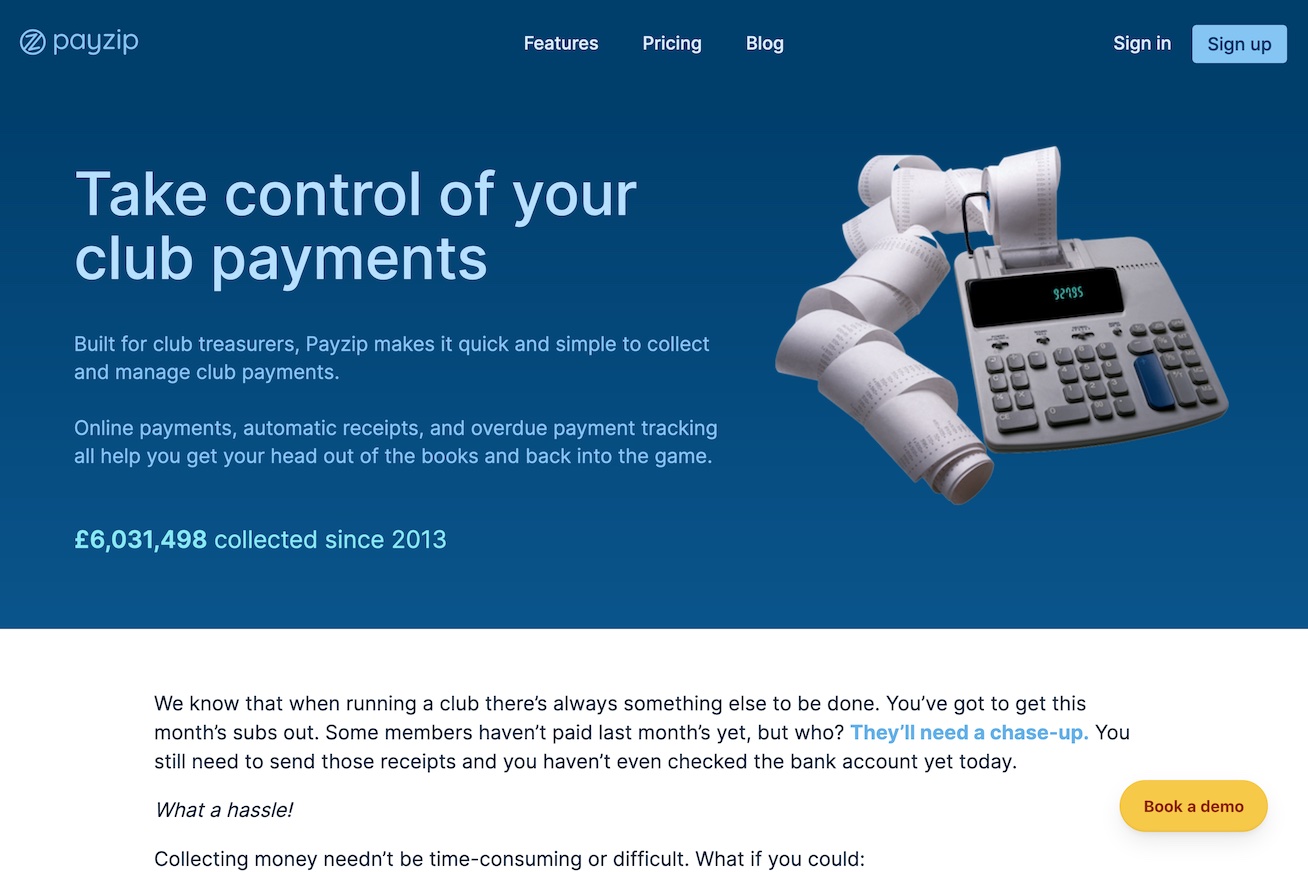 payzip
Features
Pricing
Blog
Sign in
Sign up
Take control of your
club payments
Built for club treasurers, Payzip makes it quick and simple to collect
and manage club payments.
Online payments, automatic receipts, and overdue payment tracking
all help you get your head out of the books and back into the game.
£6,031,498 collected since 2013
927.95
We know that when running a club there’s always something else to be done. You’ve got to get this
month’s subs out. Some members haven’t paid last month’s yet, but who? They’ll need a chase-up. You
still need to send those receipts and you haven’t even checked the bank account yet today.
What a hassle!
Collecting money needn’t be time-consuming or difficult. What if you could:
Book a demo